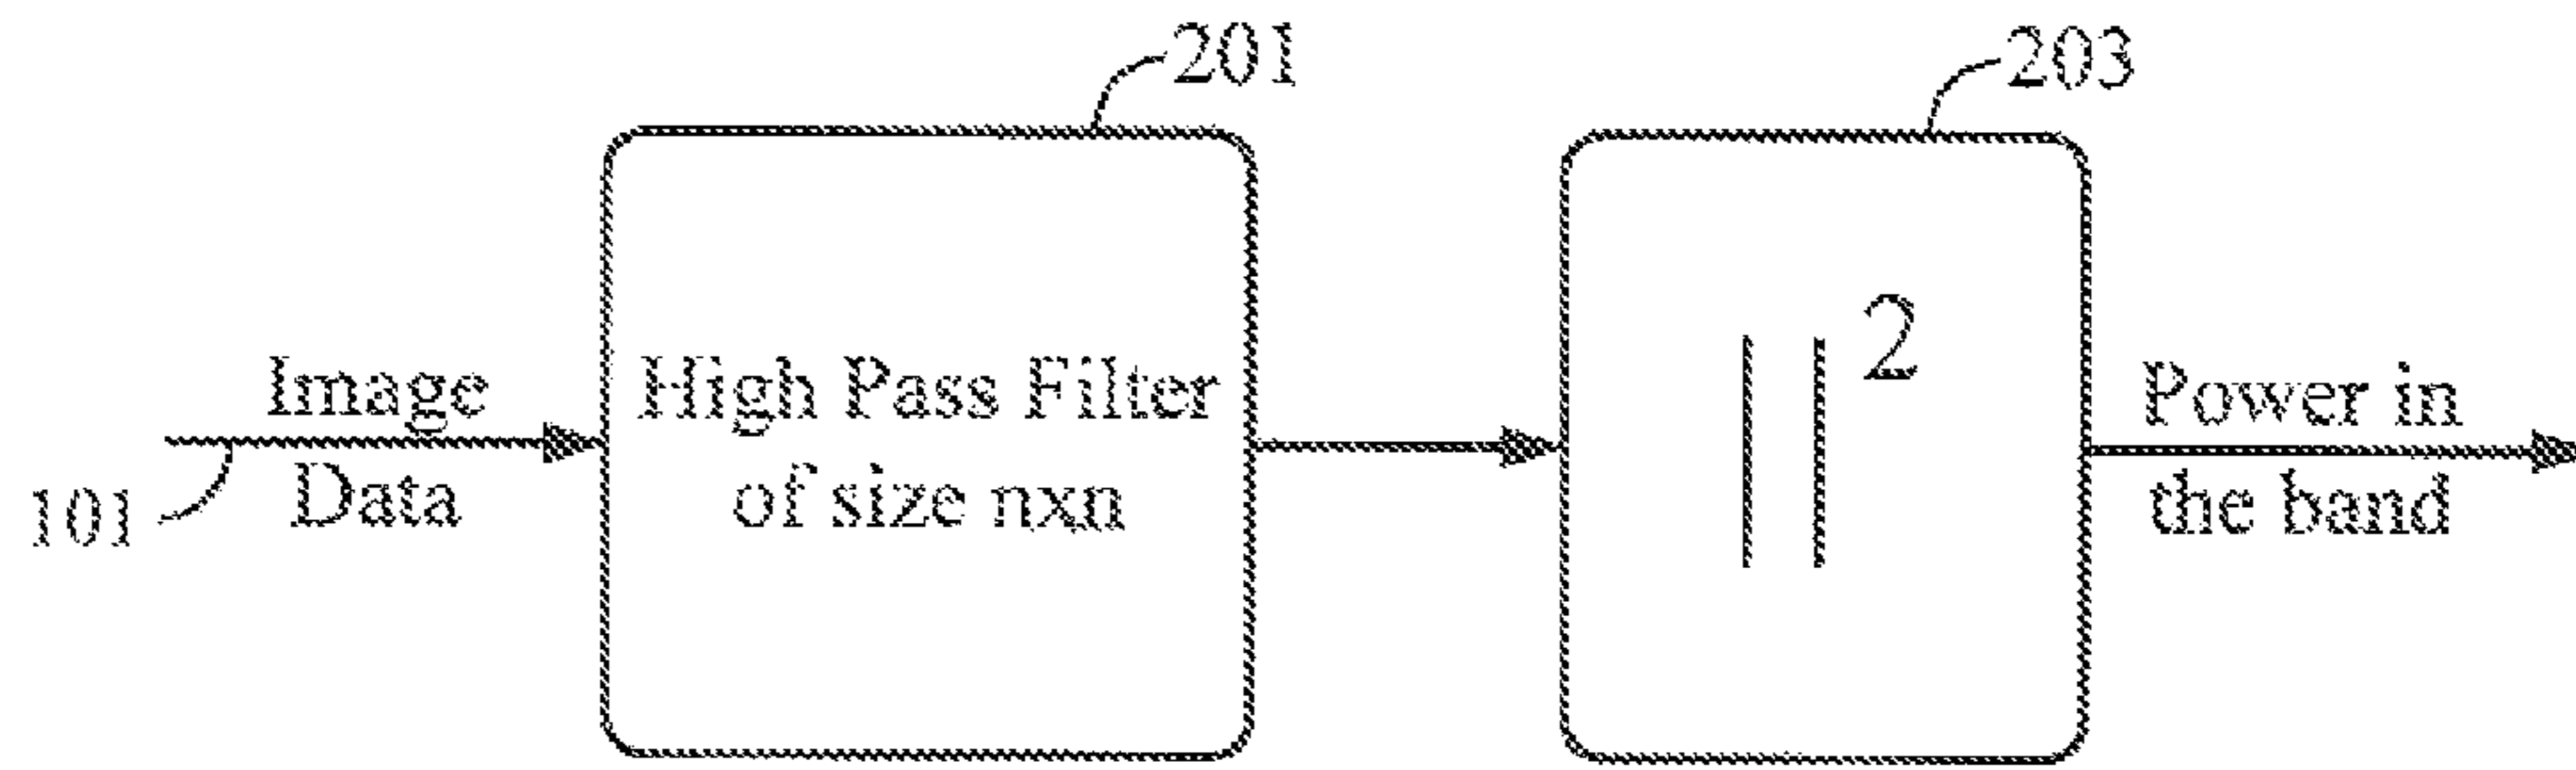 201
203
Image
Data
101
High Pass Filter
of size nxn
| | 2
Power in
the band